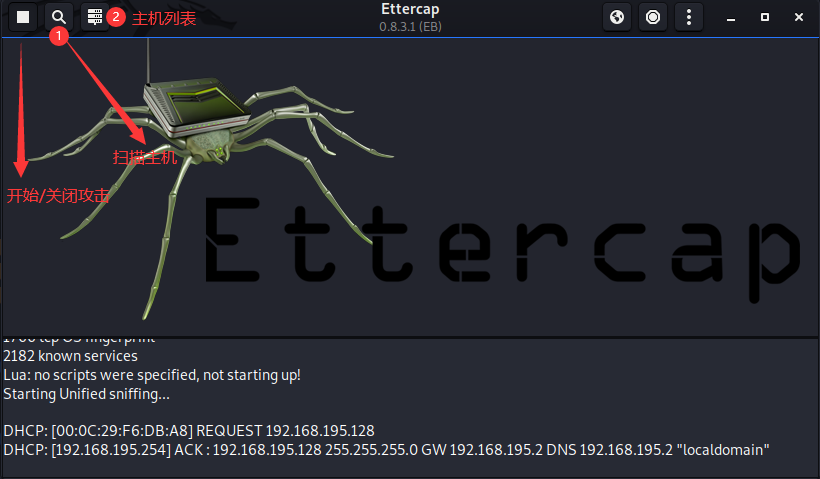 Ettercap
0.8.3.1 (EB)
2 主机列表
1
扫描主机
开始/关闭攻击
Ettercap
1766 tcp OS fingerprint
2182 known services
Lua: no scripts were specified, not starting up!
Starting Unified sniffing...
DHCP: [00:0C:29:F6:DB:A8] REQUEST 192.168.195.128
DHCP: [192.168.195.254] ACK : 192.168.195.128 255.255.255.0 GW 192.168.195.2 DNS 192.168.195.2 "localdomain"